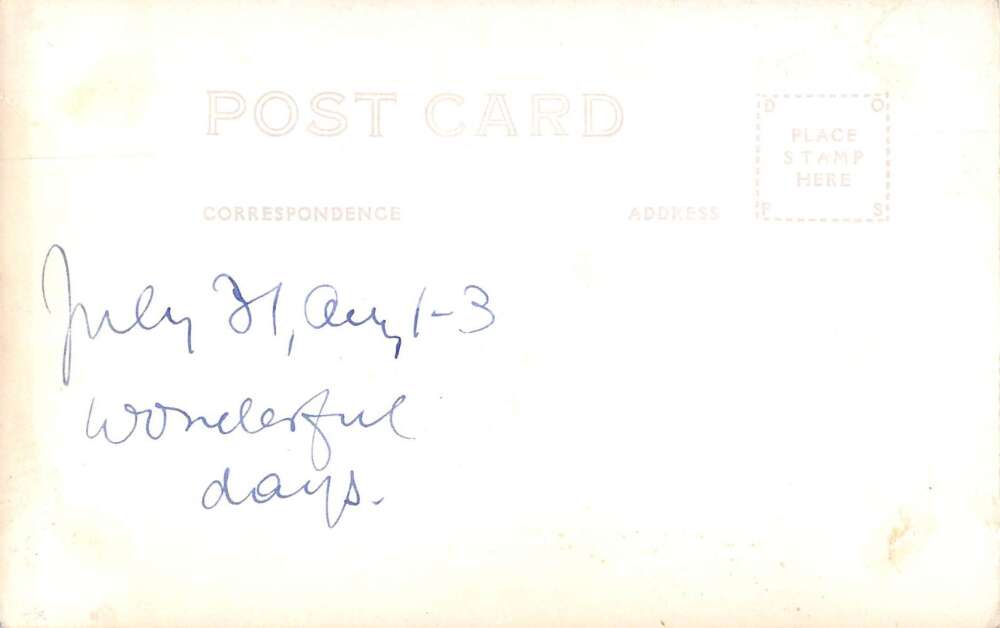 POST CARD
D O
PLACE
STAMP
HERE
P S
CORRESPONDENCE ADDRESS
July 31, Aug 1-3
wonderful
days.